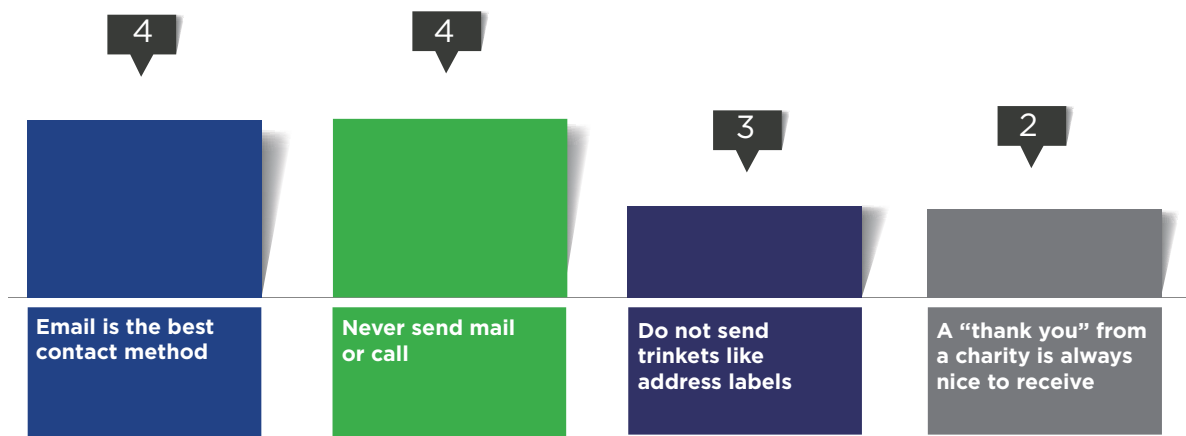 4
4
3
2
Email is the best
contact method
Never send mail
or call
Do not send
trinkets like
address labels
A “thank you” from
a charity is always
nice to receive